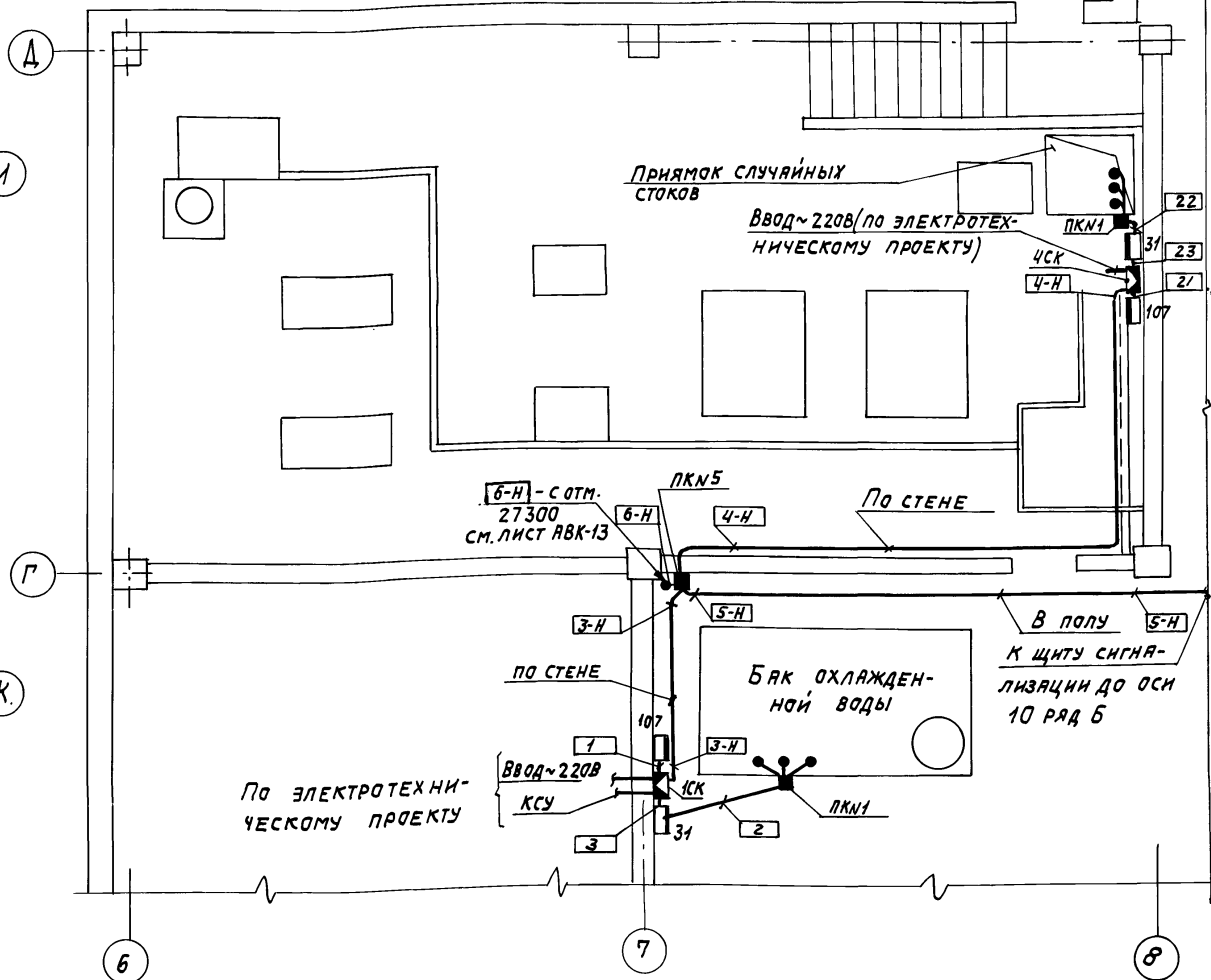 Д
Приямок случайных
стоков
22
ПКN1
31
Ввод~220В (по электротех-
ническому проекту)
23
4СК
4-Н
21
107
6-Н - с отм.
27300
см. лист АВК-13
6-Н
ПКN5
4-Н
По стене
Г
3-Н
5-Н
В полу
5-Н
К щиту сигна-
лизации до оси
10 ряд Б
по стене
Бак охлажден-
ной воды
К.
107
1
3-Н
Ввод~220В
1СК
КСУ
По электротехни-
ческому проекту
ПКN1
3
31
2
6
7
8